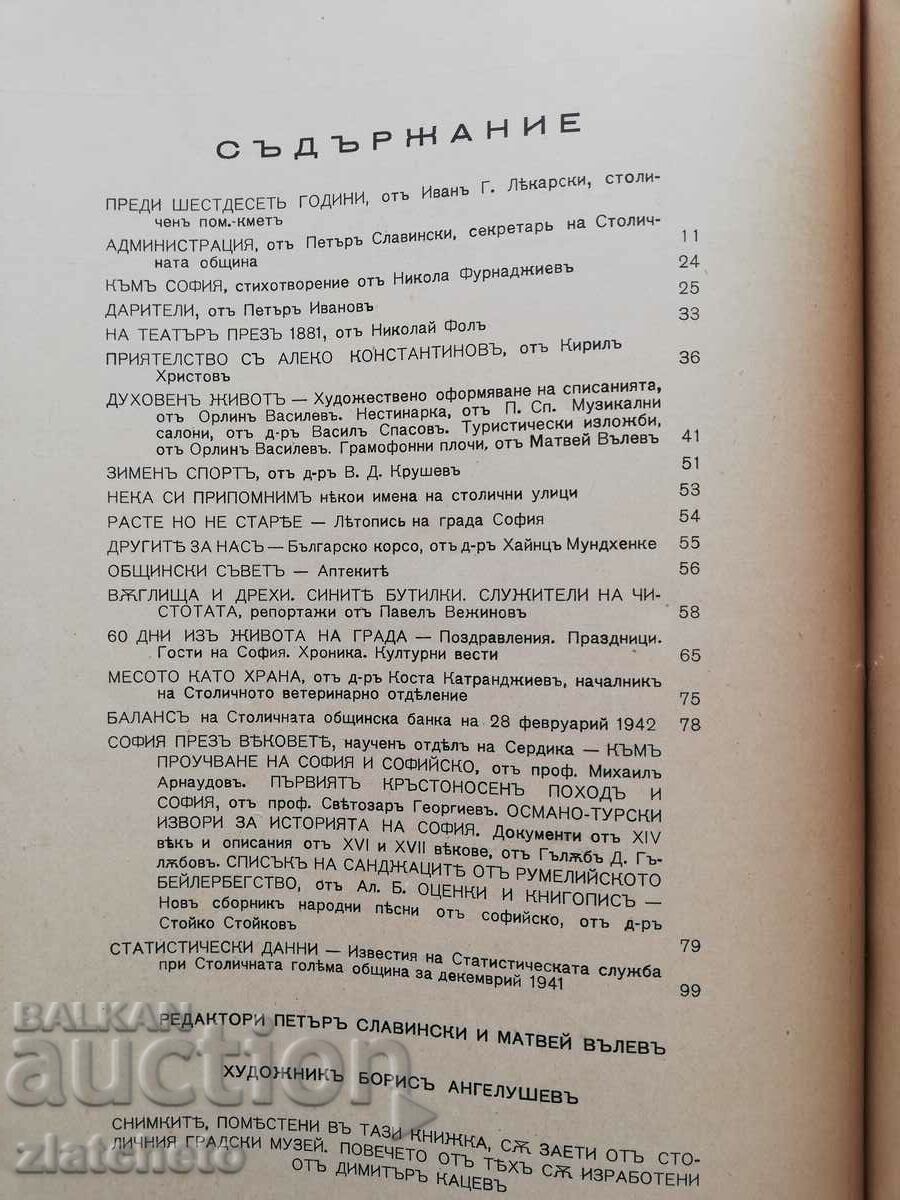 СЪДЪРЖАНИЕ
ПРЕДИ ШЕСТДЕСЕТЬ ГОДИНИ, отъ Иванъ Г. Лѣкарски, столи-
ченъ пом.-кметъ
АДМИНИСТРАЦИЯ, отъ Петъръ Славински, секретарь на Столич- 11
ната община 24
КЪМЪ СОФИЯ, стихотворение отъ Никола Фурнаджиевъ 25
ДАРИТЕЛИ, отъ Петъръ Ивановъ 33
НА ТЕАТЪРЪ ПРЕЗЪ 1881, отъ Николай Фолъ
ПРИЯТЕЛСТВО СЪ АЛЕКО КОНСТАНТИНОВЪ, отъ Кирилъ 36
Христовъ
ДУХОВЕНЪ ЖИВОТЪ — Художествено оформяване на списанията,
отъ Орлинъ Василевъ. Нестинарка, отъ П. Сп. Музикални
салони, отъ д-ръ Василъ Спасовъ. Туристически изложби,
отъ Орлинъ Василевъ. Грамофонни плочи, отъ Матвей Вълевъ 41
ЗИМЕНЪ СПОРТЪ, отъ д-ръ В. Д. Крушевъ 51
НЕКА СИ ПРИПОМНИМЪ нѣкои имена на столични улици 53
РАСТЕ НО НЕ СТАРѢЕ — Лѣтопись на града София 54
ДРУГИТѢ ЗА НАСЪ — Българско корсо, отъ д-ръ Хайнцъ Мундхенке 55
ОБЩИНСКИ СЪВЕТЪ — Аптекитѣ 56
ВѪГЛИЩА И ДРЕХИ. СИНИТѢ БУТИЛКИ. СЛУЖИТЕЛИ НА ЧИ-
СТОТАТА, репортажи отъ Павелъ Вежиновъ 58
60 ДНИ ИЗЪ ЖИВОТА НА ГРАДА — Поздравления. Праздници.
Гости на София. Хроника. Културни вести 65
МЕСОТО КАТО ХРАНА, отъ д-ръ Коста Катранджиевъ, началникъ
на Столичното ветеринарно отдѣление 75
БАЛАНСЪ на Столичната общинска банка на 28 февруарий 1942 78
СОФИЯ ПРЕЗЪ ВѢКОВЕТѢ, наученъ отдѣлъ на Сердика — КЪМЪ
ПРОУЧВАНЕ НА СОФИЯ И СОФИЙСКО, отъ проф. Михаилъ
Арнаудовъ. ПЪРВИЯТЪ КРЪСТОНОСЕНЪ ПОХОДЪ И
СОФИЯ, отъ проф. Свѣтозаръ Георгиевъ. ОСМАНО-ТУРСКИ
ИЗВОРИ ЗА ИСТОРИЯТА НА СОФИЯ. Документи отъ XIV
вѣкъ и описания отъ XVI и XVII вѣкове, отъ Гълѫбъ Д. Гъ-
лѫбовъ. СПИСЪКЪ НА САНДЖАЦИТѢ ОТЪ РУМЕЛИЙСКОТО
БЕЙЛЕРБЕГСТВО, отъ Ал. Б. ОЦЕНКИ И КНИГОПИСЪ —
Новъ сборникъ народни пѣсни отъ софийско, отъ д-ръ
Стойко Стойковъ 79
СТАТИСТИЧЕСКИ ДАННИ — Известия на Статистическата служба
при Столичната голѣма община за декемврий 1941 99
РЕДАКТОРИ ПЕТЪРЪ СЛАВИНСКИ И МАТВЕЙ ВЪЛЕВЪ
ХУДОЖНИКЪ БОРИСЪ АНГЕЛУШЕВЪ
СНИМКИТѢ, ПОМѢСТЕНИ ВЪ ТАЗИ КНИЖКА, СѪ ЗАЕТИ ОТЪ СТО-
ЛИЧНИЯ ГРАДСКИ МУЗЕЙ. ПОВЕЧЕТО ОТЪ ТѢХЪ СѪ ИЗРАБОТЕНИ
ОТЪ ДИМИТЪРЪ КАЦЕВЪ
BALKAN
auction
zlatcheto